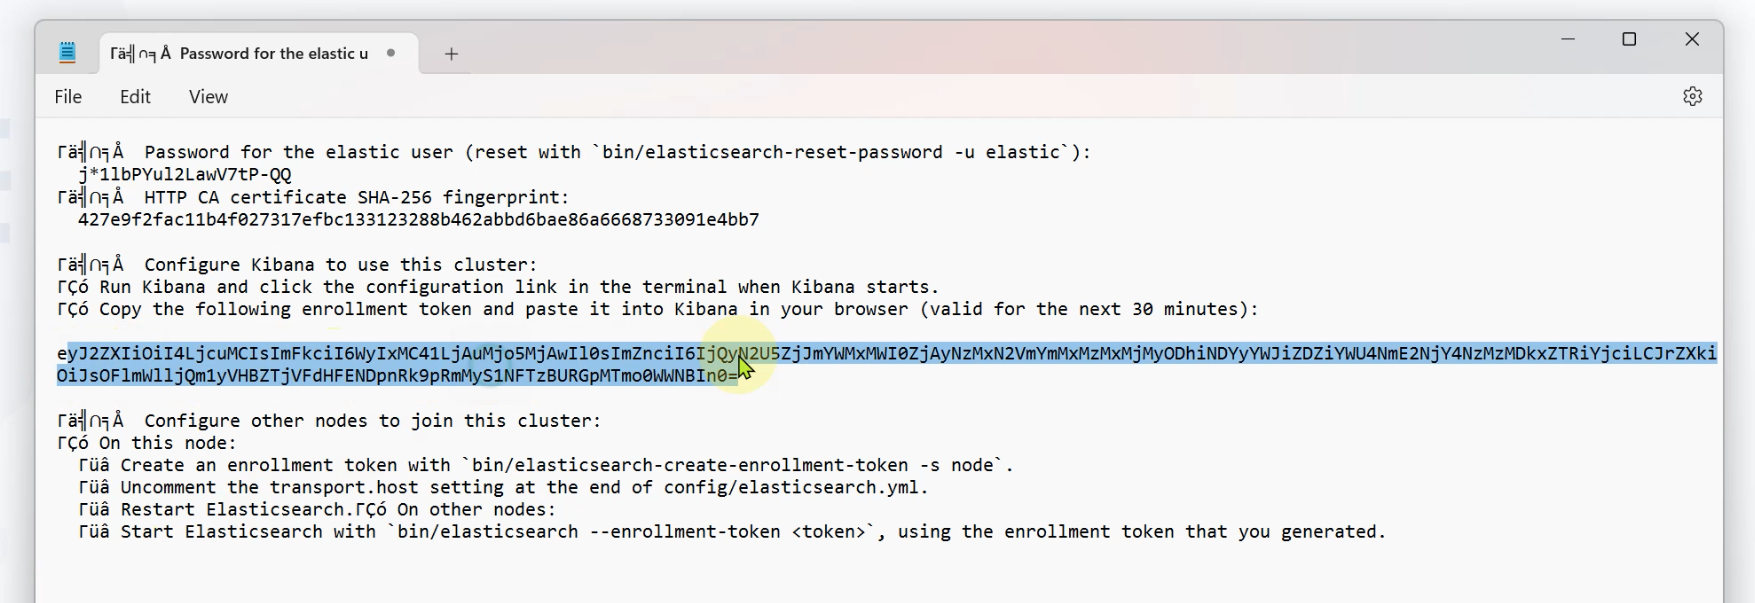 Γä╣∩╕Å Password for the elastic u
File Edit View
Γä╣∩╕Å Password for the elastic user (reset with `bin/elasticsearch-reset-password -u elastic`):
j*1lbPYul2LawV7tP-QQ
Γä╣∩╕Å HTTP CA certificate SHA-256 fingerprint:
427e9f2fac11b4f027317efbc133123288b462abbd6bae86a6668733091e4bb7
Γä╣∩╕Å Configure Kibana to use this cluster:
ΓÇó Run Kibana and click the configuration link in the terminal when Kibana starts.
ΓÇó Copy the following enrollment token and paste it into Kibana in your browser (valid for the next 30 minutes):
eyJ2ZXIiOiI4LjcuMCIsImFkciI6WyIxMC41LjAuMjo5MjAwIl0sImZnciI6IjQyN2U5ZjJmYWMxMWI0ZjAyNzMxN2VmYmMxMzMxMjMyODhiNDYyYWJiZDZiYWU4NmE2NjY4NzMzMDkxZTRiYjciLCJrZXki
OiJsOFlmWlljQm1yVHBZTjVFdHFENDpnRk9pRmMyS1NFTzBURGpMTmo0WWNBIn0=
Γä╣∩╕Å Configure other nodes to join this cluster:
ΓÇó On this node:
Γüâ Create an enrollment token with `bin/elasticsearch-create-enrollment-token -s node`.
Γüâ Uncomment the transport.host setting at the end of config/elasticsearch.yml.
Γüâ Restart Elasticsearch.ΓÇó On other nodes:
Γüâ Start Elasticsearch with `bin/elasticsearch --enrollment-token <token>`, using the enrollment token that you generated.